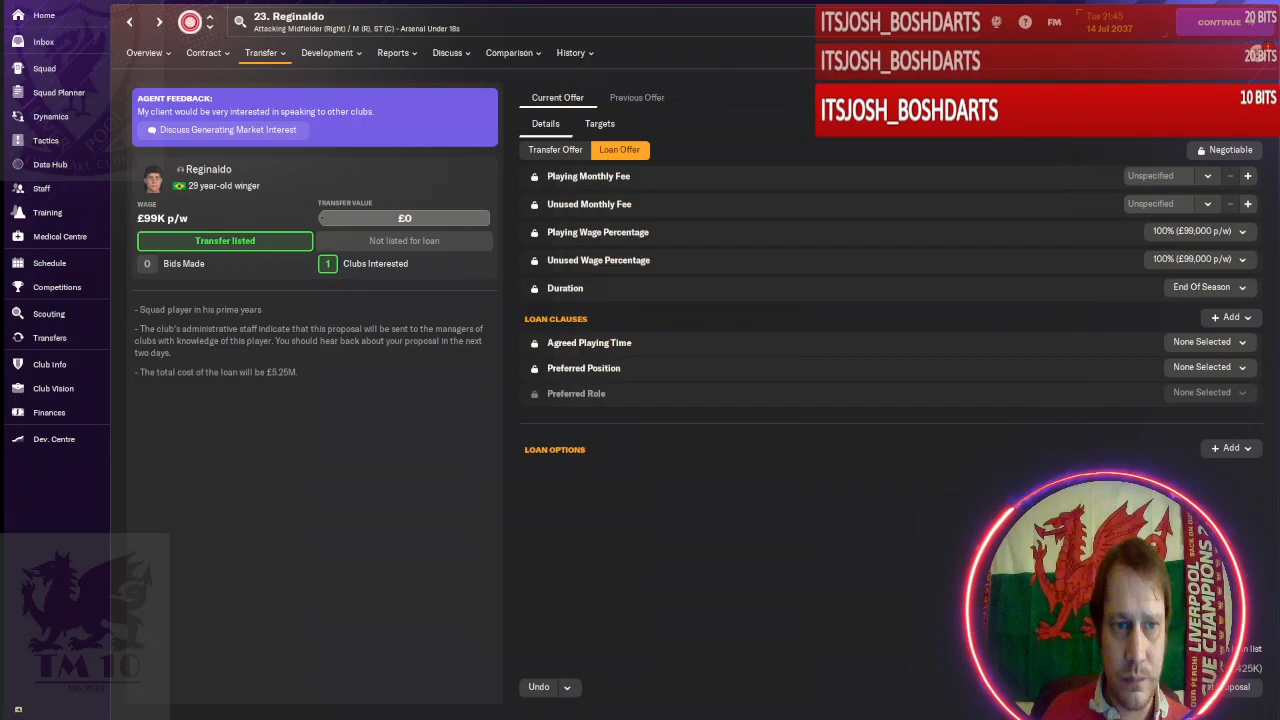 Home
Inbox
Squad
Squad Planner
Dynamics
Tactics
Data Hub
Staff
Training
Medical Centre
Schedule
Competitions
Scouting
Transfers
Club Info
Club Vision
Finances
Dev. Centre
TM 10
23. Reginaldo
Attacking Midfielder (Right) / M (R), ST (C) - Arsenal Under 18s
FM
Tue 21:45
14 Jul 2037
CONTINUE
ITSJOSH_BOSHDARTS
20 BITS
ITSJOSH_BOSHDARTS
20 BITS
ITSJOSH_BOSHDARTS
10 BITS
Overview
Contract
Transfer
Development
Reports
Discuss
Comparison
History
AGENT FEEDBACK:
My client would be very interested in speaking to other clubs.
Discuss Generating Market Interest
Reginaldo
29 year-old winger
WAGE
£99K p/w
TRANSFER VALUE
£0
Transfer listed
Not listed for loan
0 Bids Made
1 Clubs Interested
- Squad player in his prime years
- The club's administrative staff indicate that this proposal will be sent to the managers of
clubs with knowledge of this player. You should hear back about your proposal in the next
two days.
- The total cost of the loan will be £5.25M.
Current Offer
Previous Offer
Details
Targets
Transfer Offer
Loan Offer
Negotiable
Playing Monthly Fee
Unspecified
Unused Monthly Fee
Unspecified
Playing Wage Percentage
100% (£99,000 p/w)
Unused Wage Percentage
100% (£99,000 p/w)
Duration
End Of Season
LOAN CLAUSES
Add
Agreed Playing Time
None Selected
Preferred Position
None Selected
Preferred Role
None Selected
LOAN OPTIONS
Add
Undo
LIVERPOOL
CHAMPIONS
list
425K)